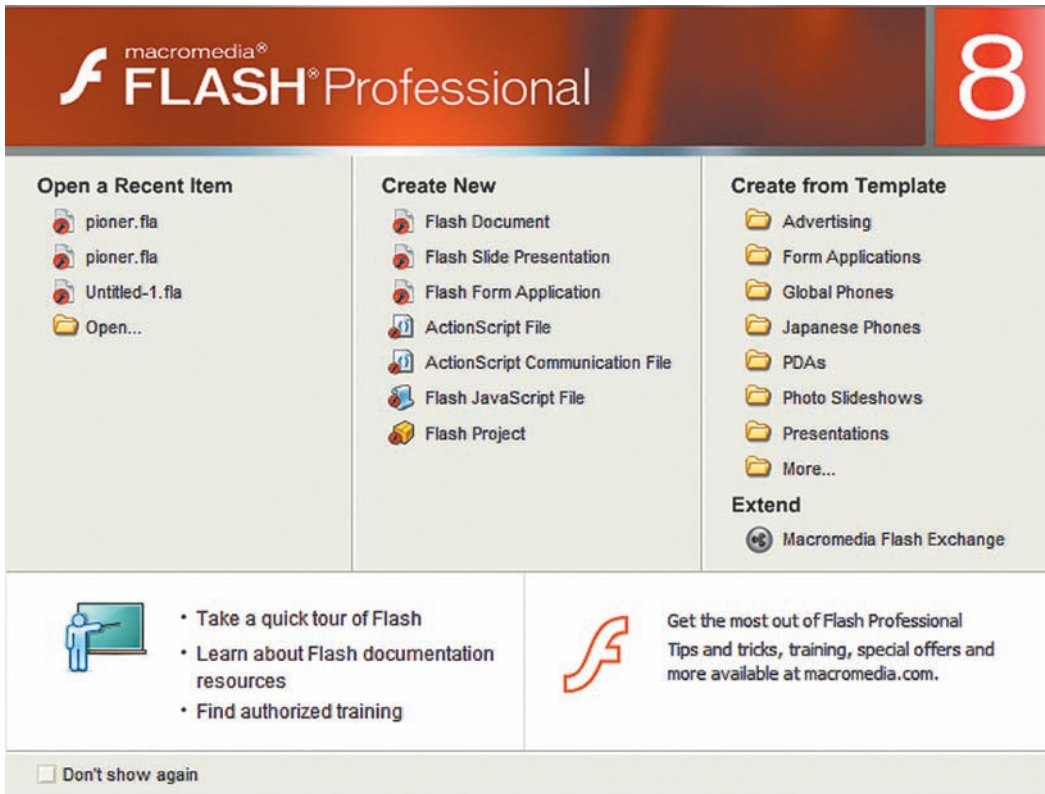 macromedia®
FLASH® Professional
8
Open a Recent Item
pioner.fla
pioner.fla
Untitled-1.fla
Open...
Create New
Flash Document
Flash Slide Presentation
Flash Form Application
ActionScript File
ActionScript Communication File
Flash JavaScript File
Flash Project
Create from Template
Advertising
Form Applications
Global Phones
Japanese Phones
PDAs
Photo Slideshows
Presentations
More...
Extend
Macromedia Flash Exchange
• Take a quick tour of Flash
• Learn about Flash documentation
resources
• Find authorized training
Get the most out of Flash Professional
Tips and tricks, training, special offers and
more available at macromedia.com.
Don't show again